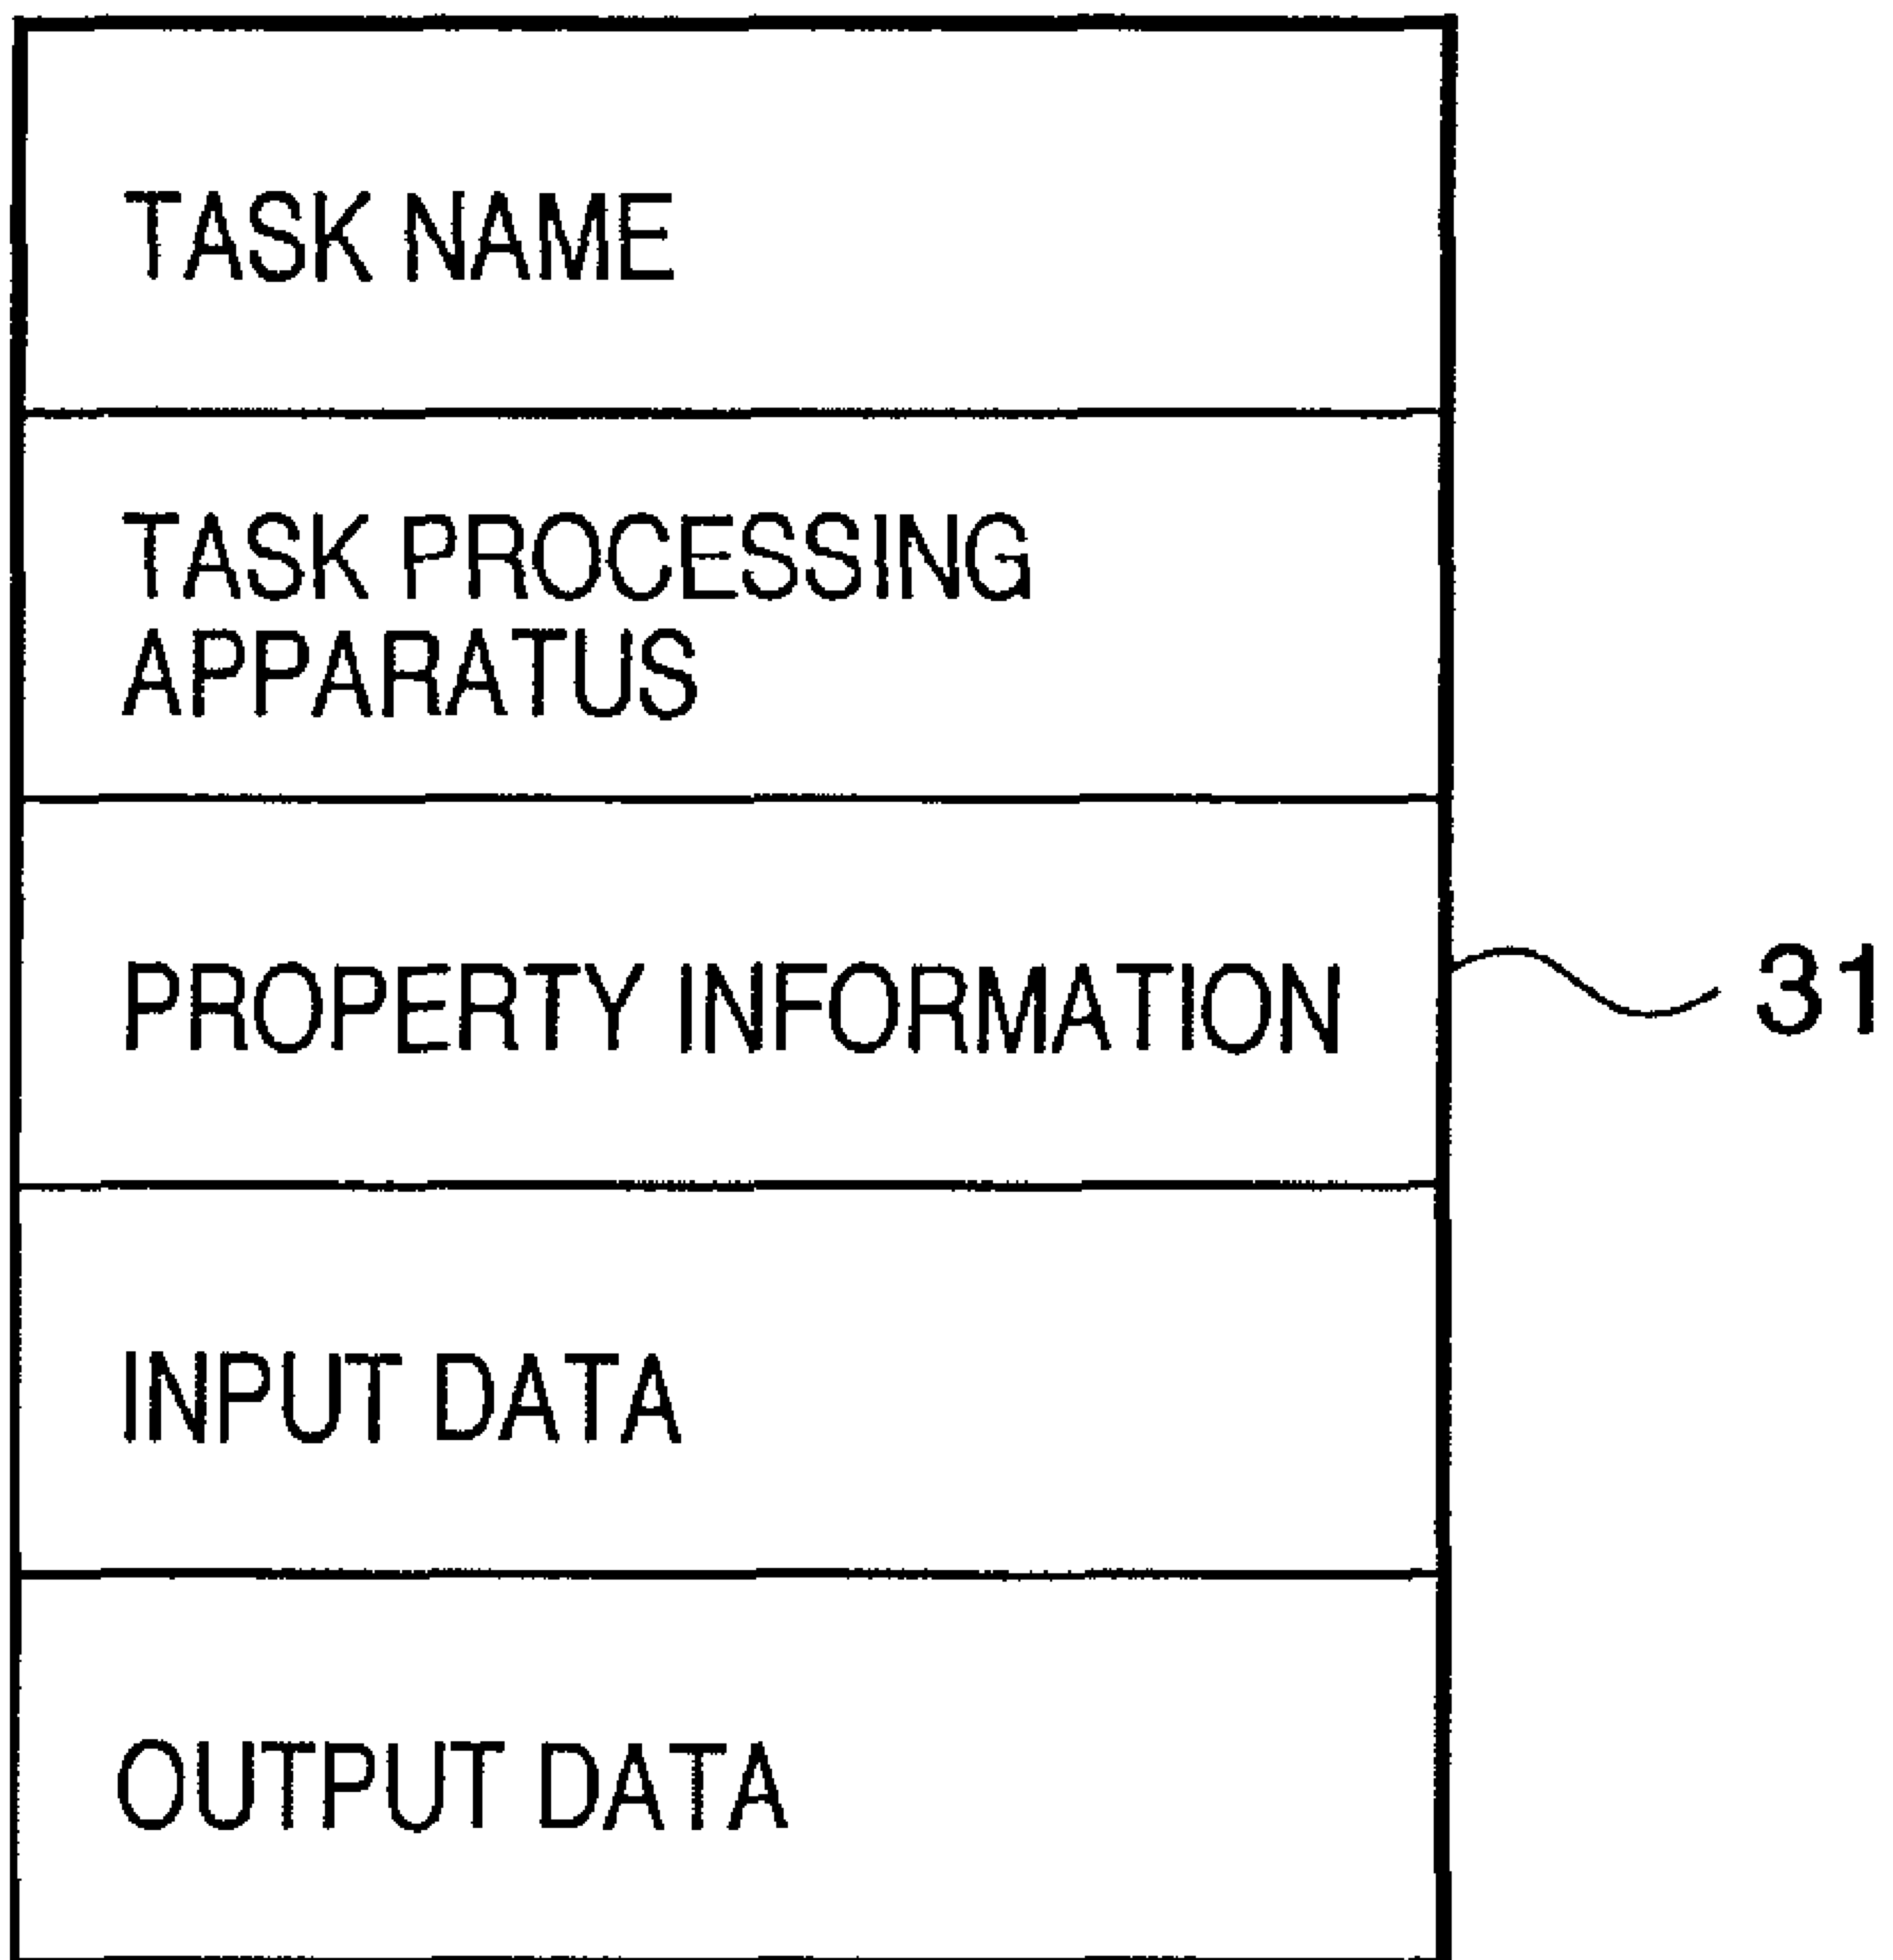 TASK NAME
TASK PROCESSING
APPARATUS
PROPERTY INFORMATION
31
INPUT DATA
OUTPUT DATA